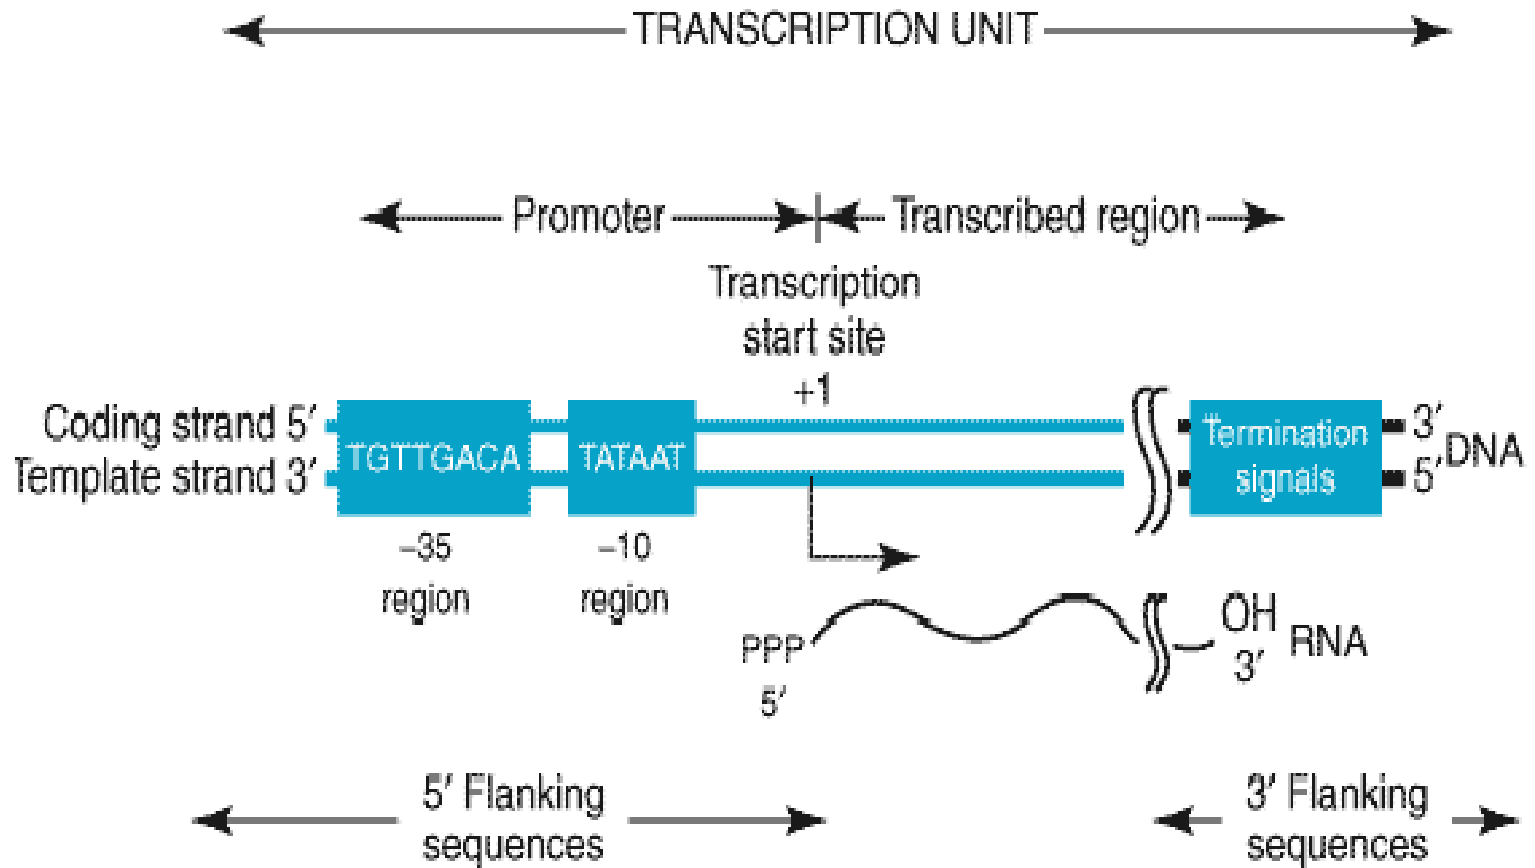 TRANSCRIPTION UNIT
Promoter
Transcribed region
Transcription
start site
+1
Coding strand 5′
Template strand 3′
TGTTGACA
TATAAT
Termination
signals
3′
5′
DNA
−35
region
−10
region
PPP
5′
OH
3′
RNA
5′ Flanking
sequences
3′ Flanking
sequences